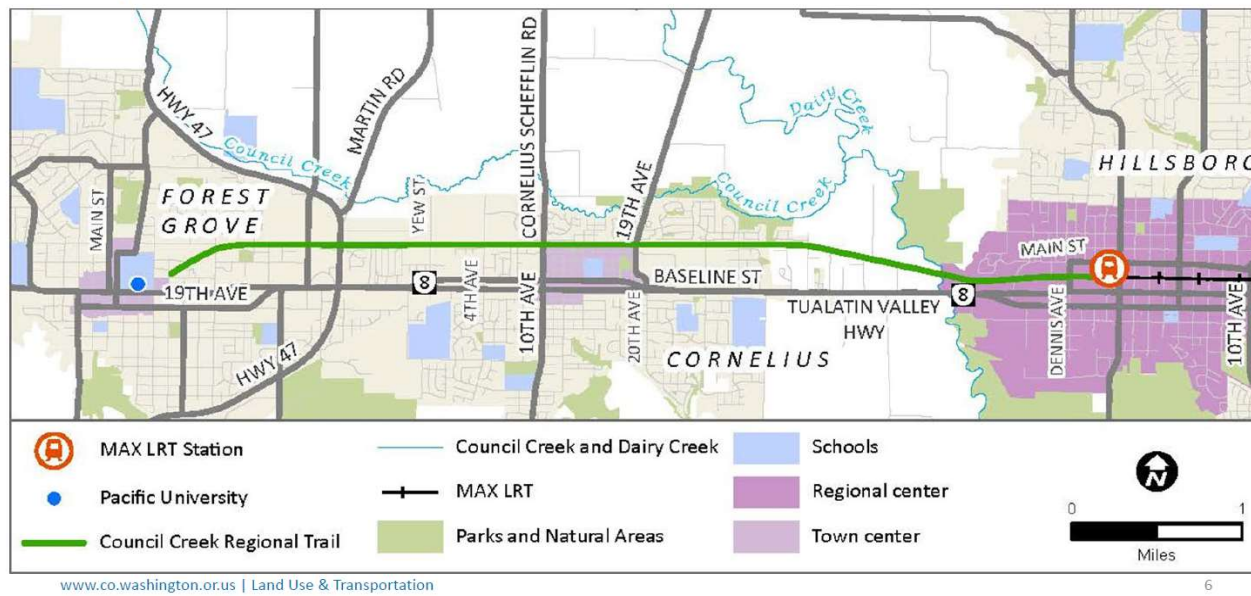 HWY 47
MARTIN RD
CORNELIUS SCHEFFLIN RD
Dairy Creek
Council Creek
Council Creek
HILLSBORO
MAIN ST
FOREST
GROVE
YEW ST
19TH AVE
MAIN ST
19TH AVE
8
4TH AVE
BASELINE ST
8
TUALATIN VALLEY
HWY
10TH AVE
20TH AVE
DENNIS AVE
10TH AVE
HWY 47
CORNELIUS
MAX LRT Station
Pacific University
Council Creek Regional Trail
Council Creek and Dairy Creek
MAX LRT
Parks and Natural Areas
Schools
Regional center
Town center
N
0 1
Miles
www.co.washington.or.us | Land Use & Transportation
6